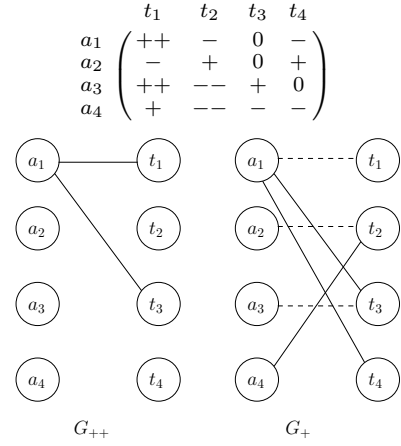 t1 t2 t3 t4
a1 ++ - 0 -
a2 - + 0 +
a3 ++ -- + 0
a4 + -- - -
a1 t1 a1 t1
a2 t2 a2 t2
a3 t3 a3 t3
a4 t4 a4 t4
G++ G+